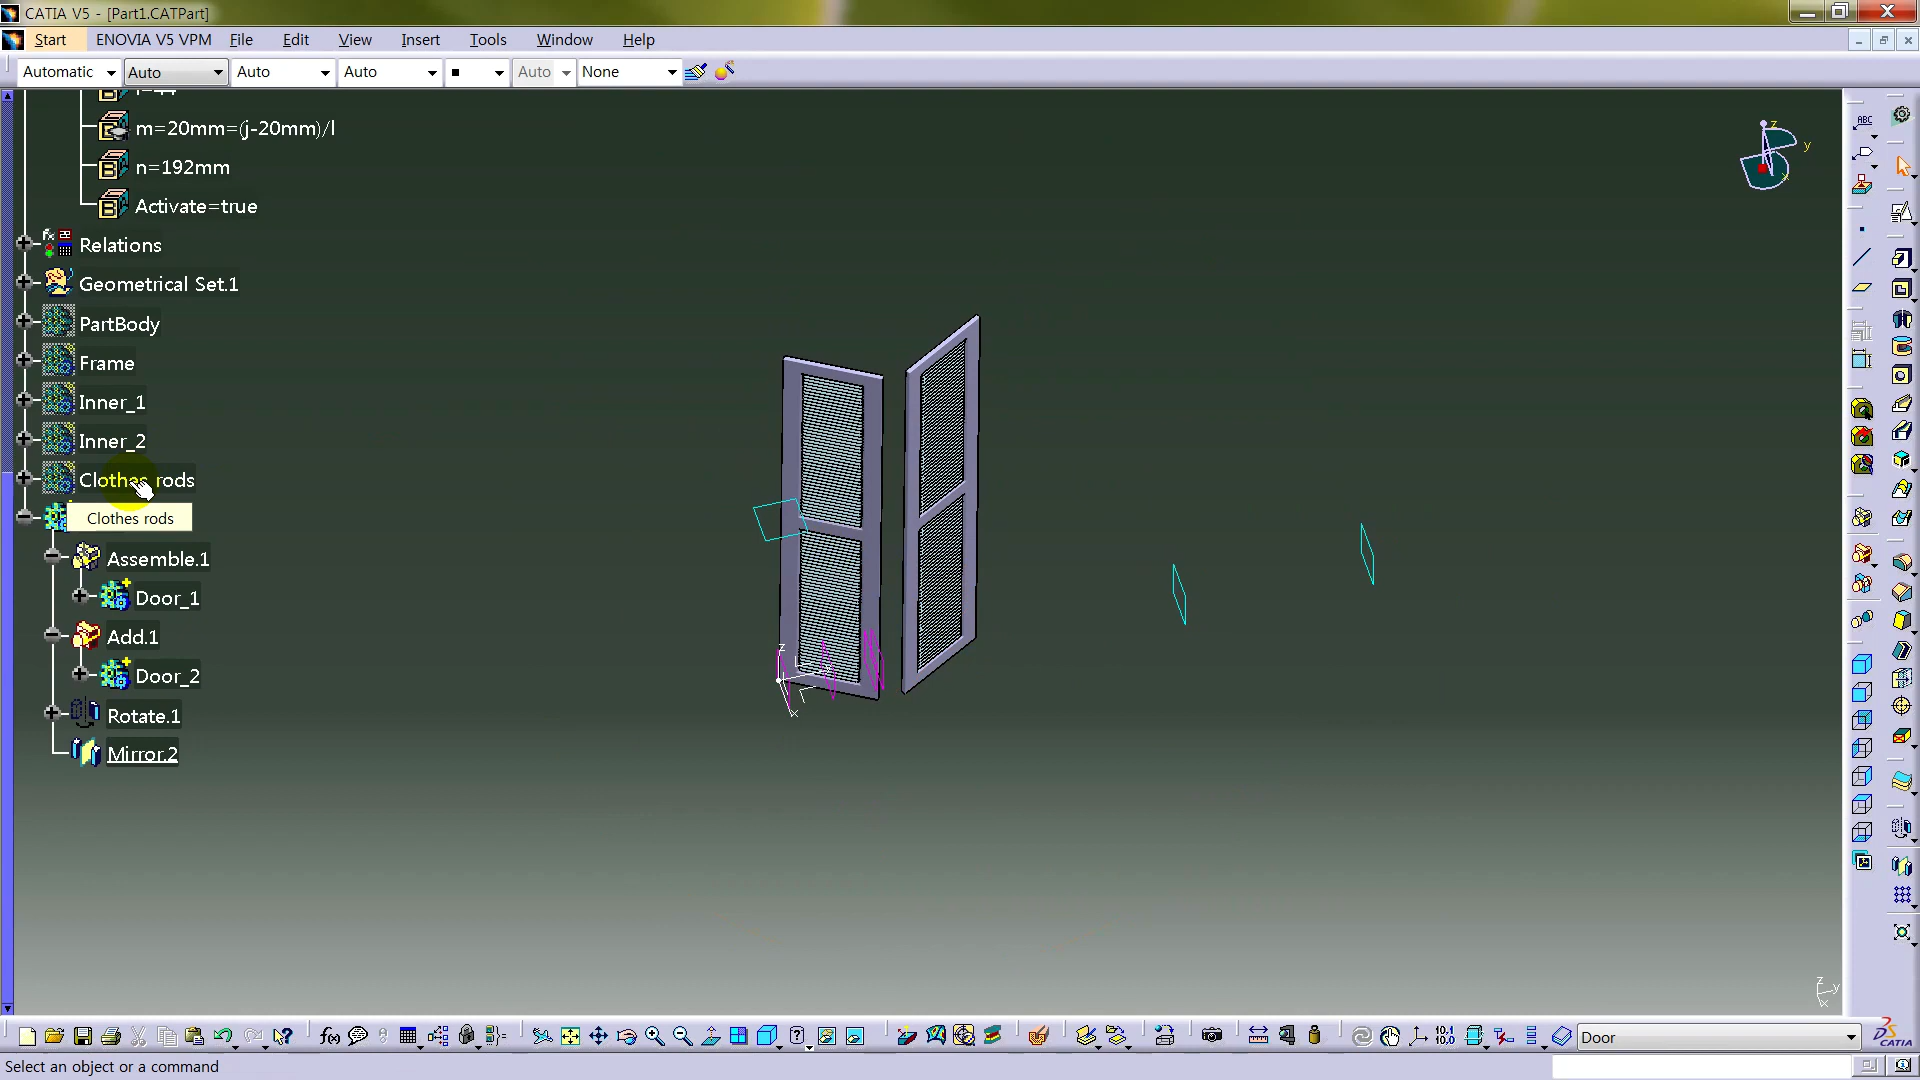 CATIA V5 - [Part1.CATPart]
Start ENOVIA V5 VPM File Edit View Insert Tools Window Help
Automatic Auto Auto Auto Auto None
m=20mm=(j-20mm)/l
n=192mm
Activate=true
Relations
Geometrical Set.1
PartBody
Frame
Inner_1
Inner_2
Clothes rods
Clothes rods
Assemble.1
Door_1
Add.1
Door_2
Rotate.1
Mirror.2
z
y
x
z
x
z
y
x
ABC
Door
CATIA
Select an object or a command